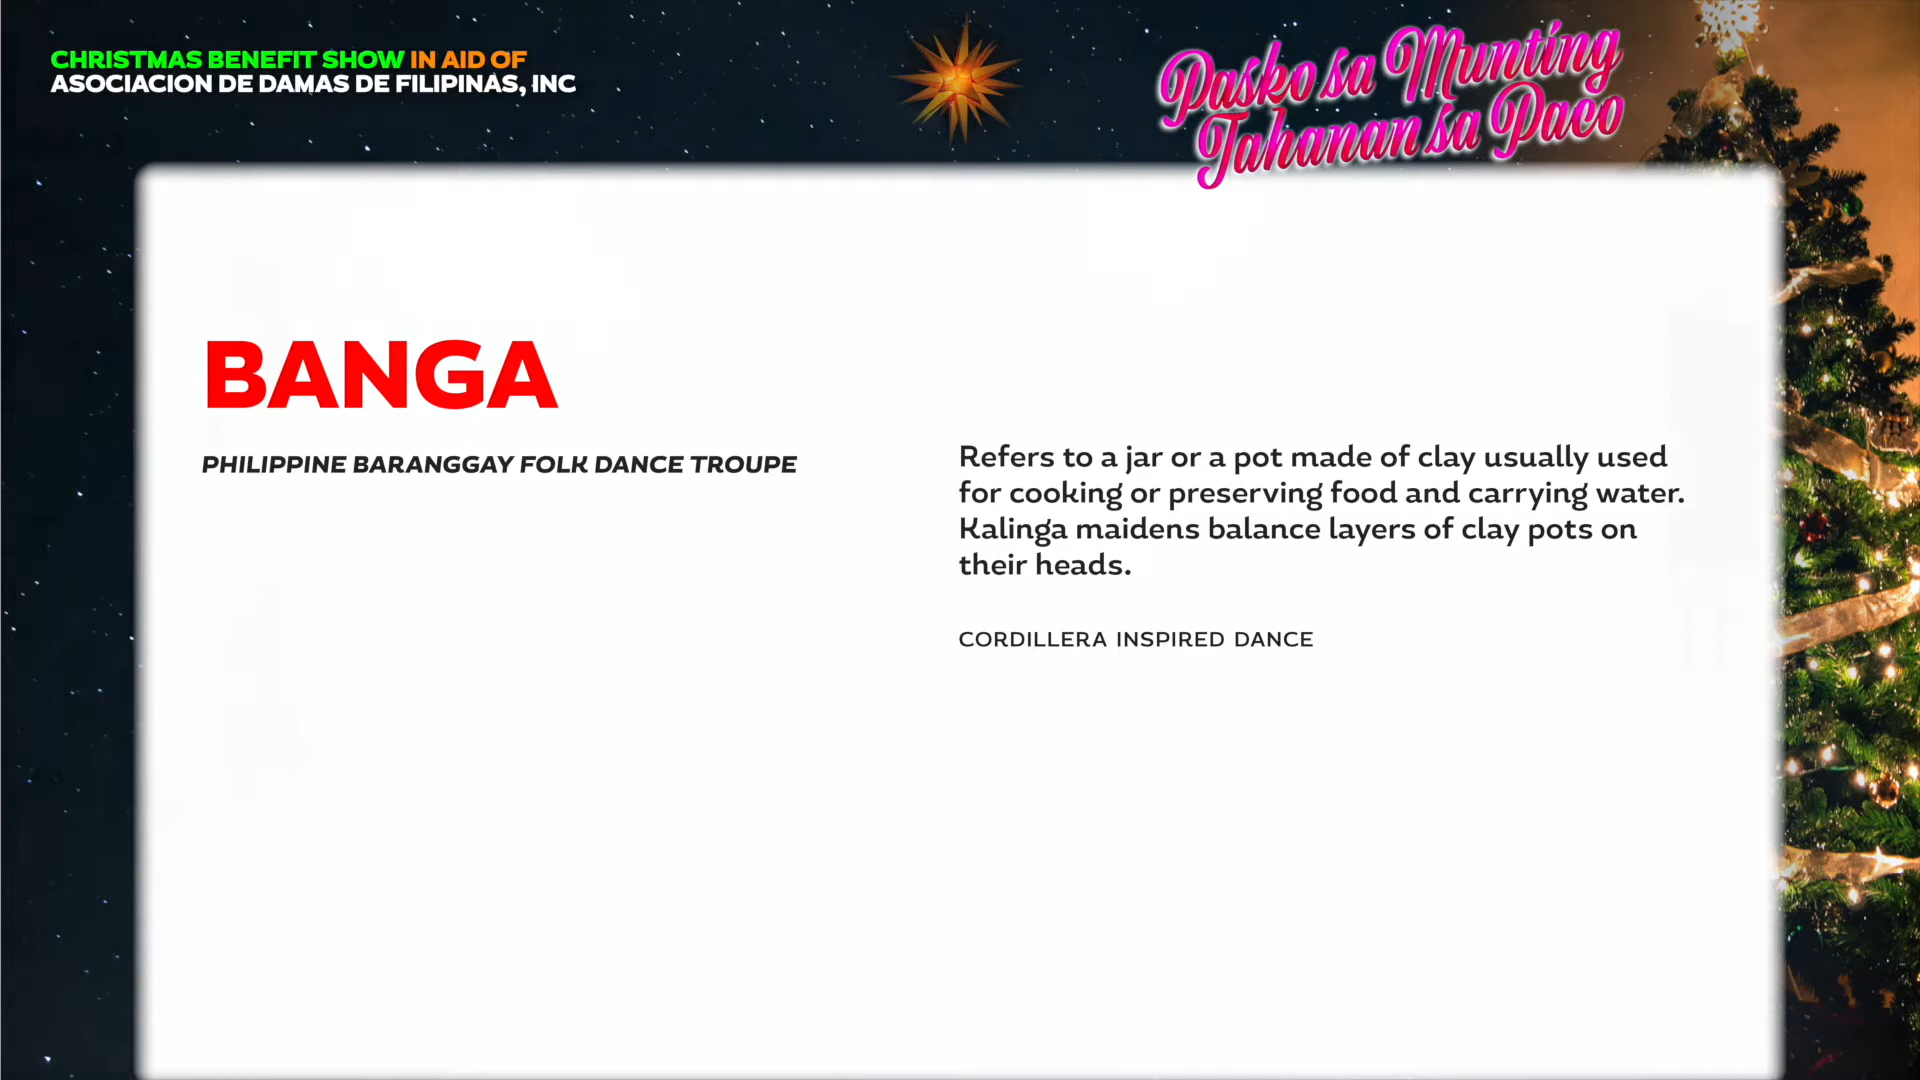 CHRISTMAS BENEFIT SHOW IN AID OF
ASOCIACION DE DAMAS DE FILIPINAS, INC
Pasko sa Munting
Tahanan sa Paco
BANGA
PHILIPPINE BARANGGAY FOLK DANCE TROUPE
Refers to a jar or a pot made of clay usually used
for cooking or preserving food and carrying water.
Kalinga maidens balance layers of clay pots on
their heads.
CORDILLERA INSPIRED DANCE